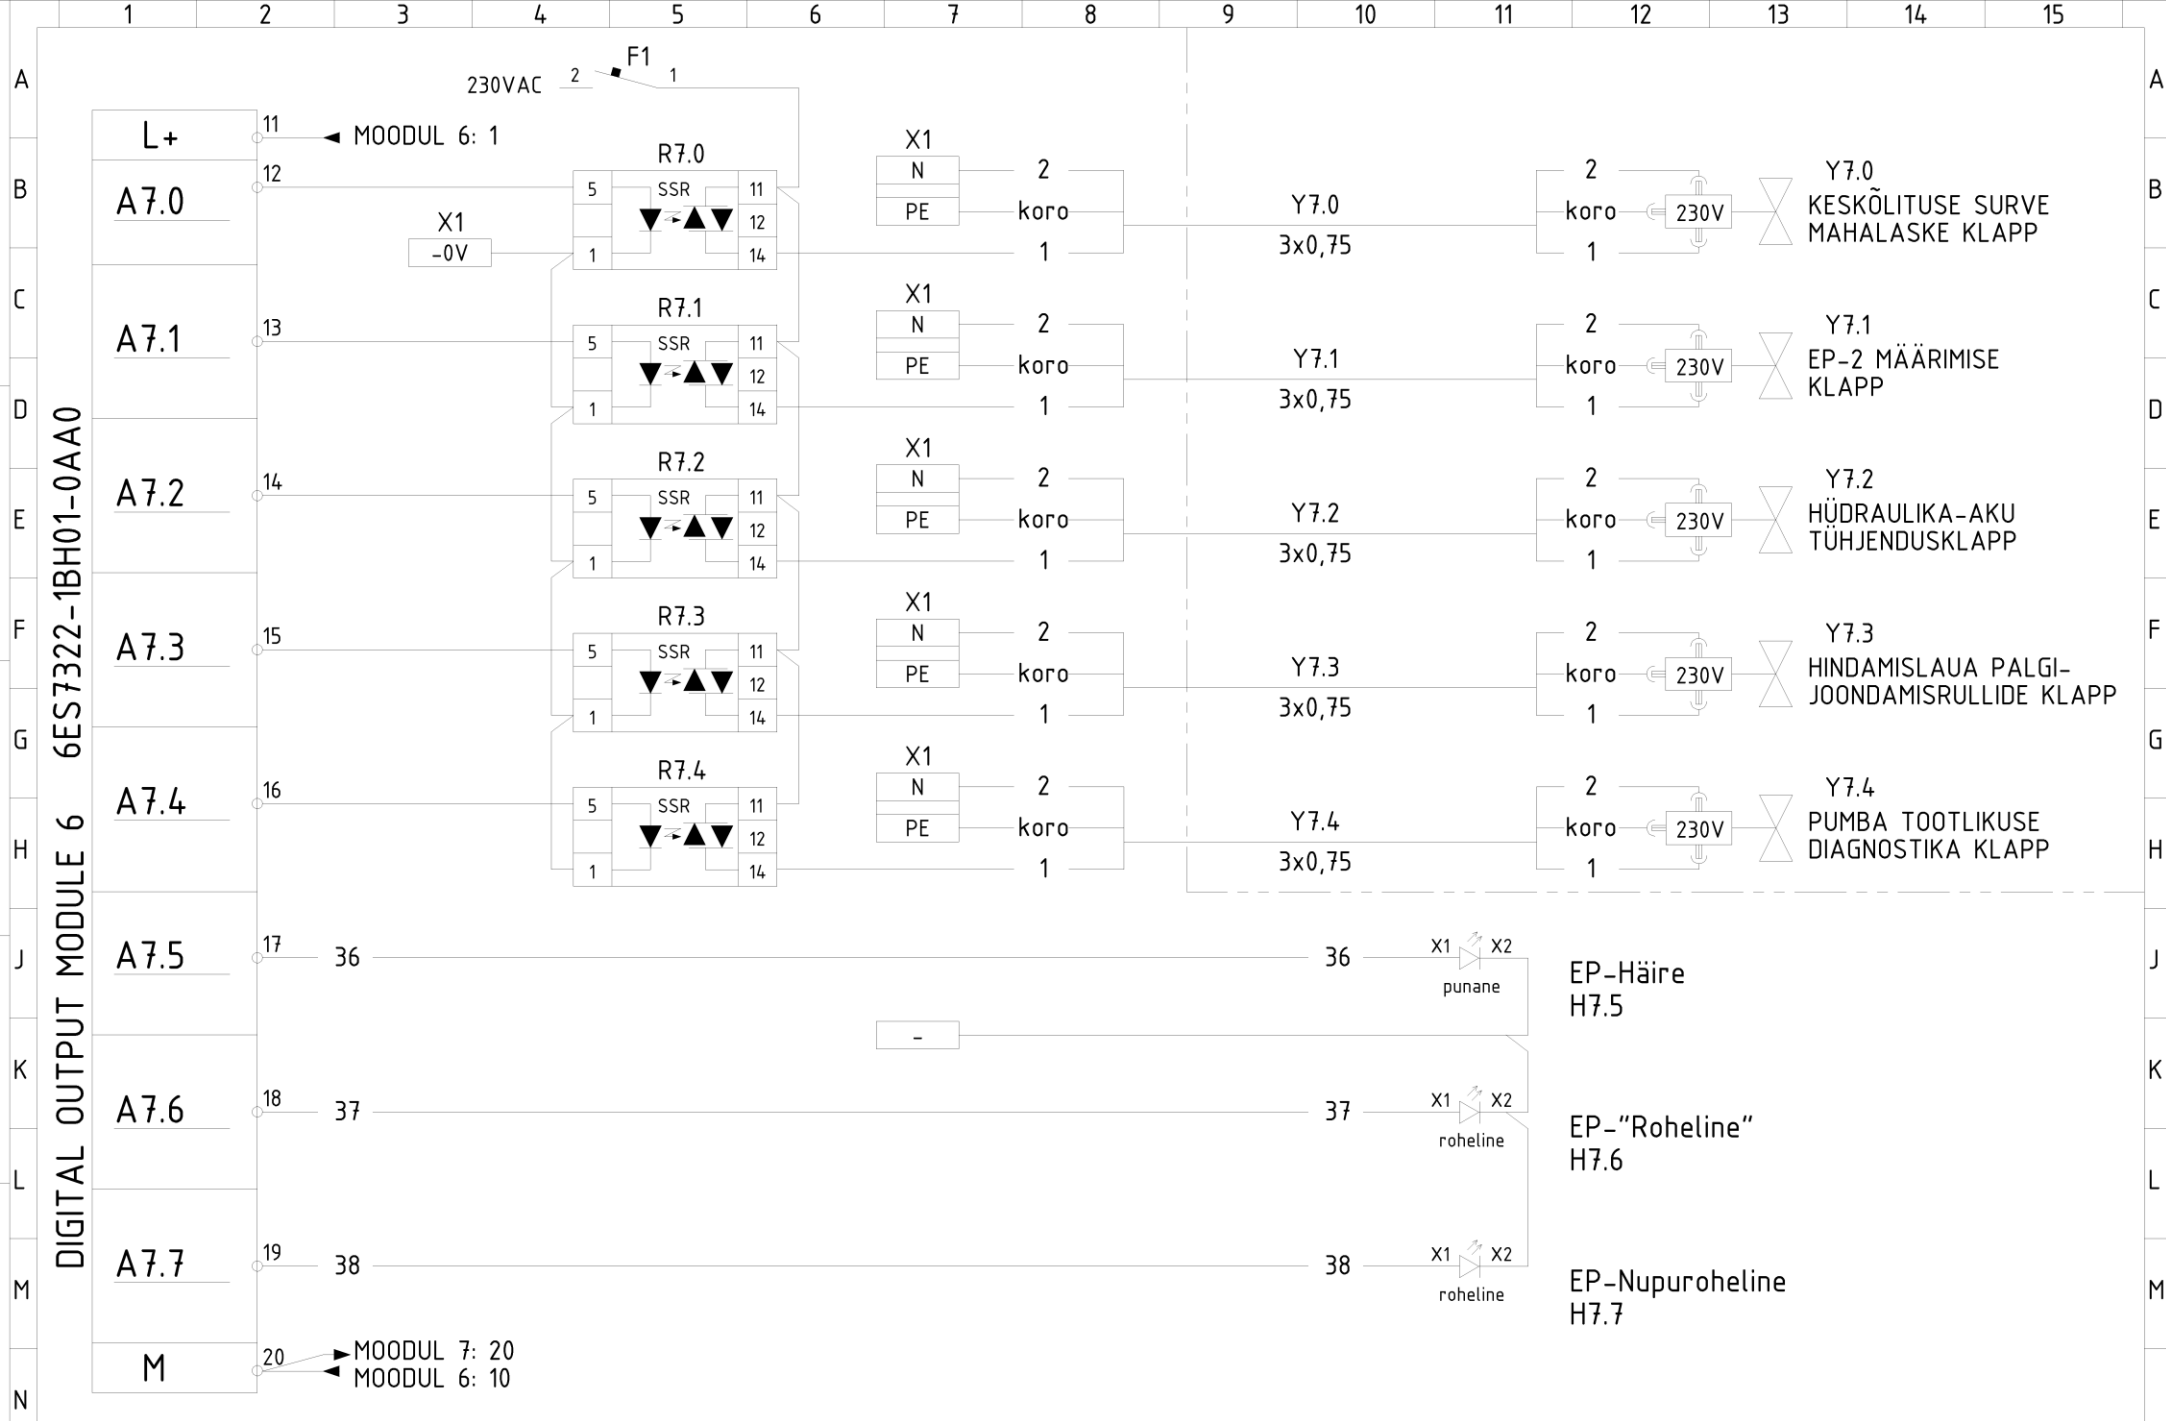 1 2 3 4 5 6 7 8 9 10 11 12 13 14 15
A A
B B
C C
D D
E E
F F
G G
H H
J J
K K
L L
M M
N
DIGITAL OUTPUT MODULE 6 6ES7322-1BH01-0AA0
F1
230VAC 2 1
L+ 11 MOODUL 6: 1
A7.0 12
X1
-0V
R7.0
5 SSR 11
12
1 14
X1
N 2
PE koro
1
Y7.0
3x0,75
2
koro 230V
1
Y7.0
KESKÕLITUSE SURVE
MAHALASKE KLAPP
A7.1 13
R7.1
5 SSR 11
12
1 14
X1
N 2
PE koro
1
Y7.1
3x0,75
2
koro 230V
1
Y7.1
EP-2 MÄÄRIMISE
KLAPP
A7.2 14
R7.2
5 SSR 11
12
1 14
X1
N 2
PE koro
1
Y7.2
3x0,75
2
koro 230V
1
Y7.2
HÜDRAULIKA-AKU
TÜHJENDUSKLAPP
A7.3 15
R7.3
5 SSR 11
12
1 14
X1
N 2
PE koro
1
Y7.3
3x0,75
2
koro 230V
1
Y7.3
HINDAMISLAUA PALGI-
JOONDAMISRULLIDE KLAPP
A7.4 16
R7.4
5 SSR 11
12
1 14
X1
N 2
PE koro
1
Y7.4
3x0,75
2
koro 230V
1
Y7.4
PUMBA TOOTLIKUSE
DIAGNOSTIKA KLAPP
A7.5 17 36 36 X1 X2
punane
EP-Häire
H7.5
-
A7.6 18 37 37 X1 X2
roheline
EP-"Roheline"
H7.6
A7.7 19 38 38 X1 X2
roheline
EP-Nupuroheline
H7.7
M 20 MOODUL 7: 20
MOODUL 6: 10